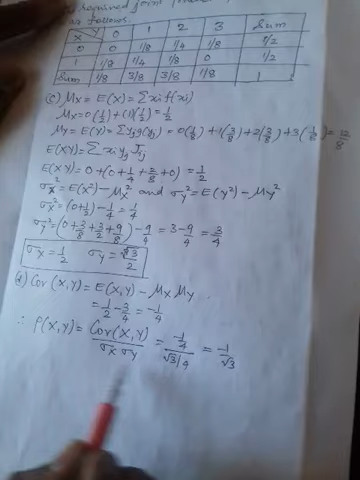 required joint
as follows.
X Y 0 1 2 3 Sum
0 0 1/8 1/4 1/8 1/2
1 1/8 1/4 1/8 0 1/2
Sum 1/8 3/8 3/8 1/8 1
(c) μx = E(X) = Σxi f(xi)
μx = 0(1/2) + (1)(1/2) = 1/2
μy = E(Y) = Σyj g(yj) = 0(1/8) + 1(3/8) + 2(3/8) + 3(1/8) = 12/8
E(XY) = Σ xi yj Jij
E(XY) = 0 + (0 + 1/4 + 2/8 + 0) = 1/2
σx² = E(x²) - μx² and σy² = E(y²) - μy²
σx² = (0 + 1/2) - 1/4 = 1/4
σy² = (0 + 3/8 + 3/2 + 9/8) - 9/4 = 3 - 9/4 = 3/4
σx = 1/2 σy = √3/2
(d) Cov(X,Y) = E(X,Y) - μx μy
= 1/2 - 3/4 = -1/4
∴ ρ(X,Y) = Cov(X,Y)/σx σy = -1/4/√3/4 = -1/√3